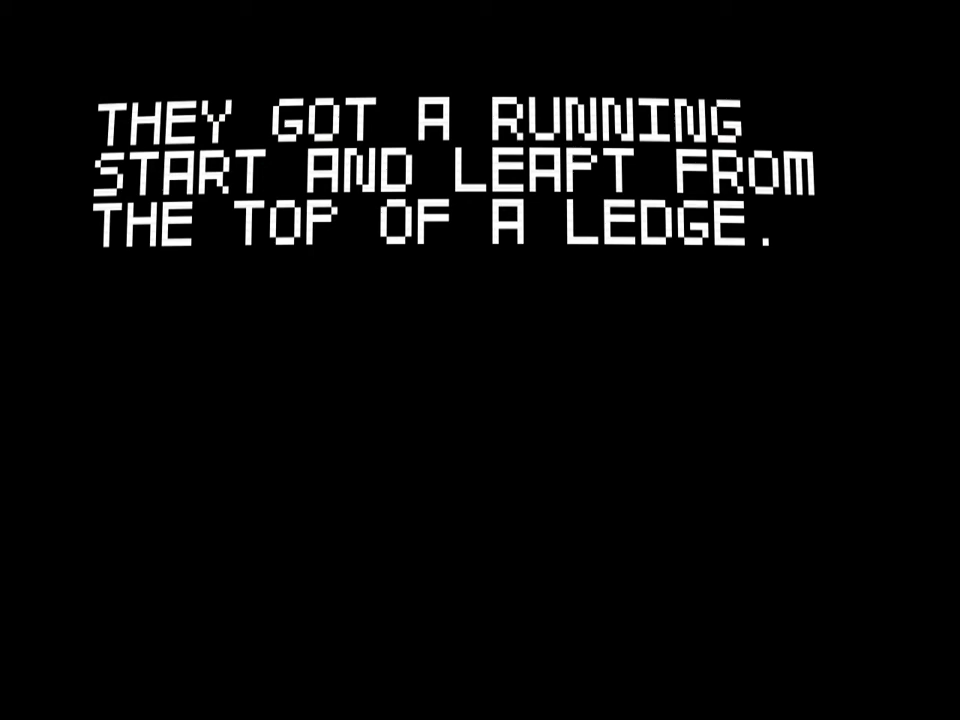 THEY GOT A RUNNING
START AND LEAPT FROM
THE TOP OF A LEDGE.